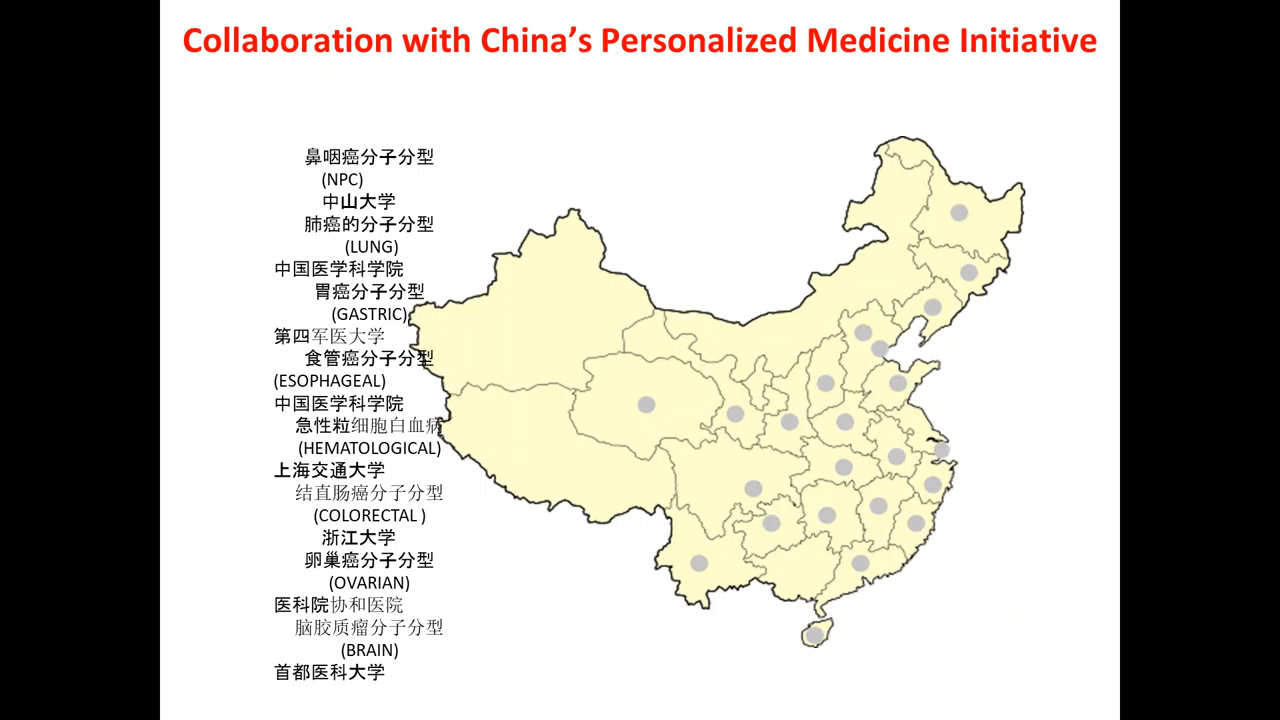 Collaboration with China’s Personalized Medicine Initiative
鼻咽癌分子分型
(NPC)
中山大学
肺癌的分子分型
(LUNG)
中国医学科学院
胃癌分子分型
(GASTRIC)
第四军医大学
食管癌分子分型
(ESOPHAGEAL)
中国医学科学院
急性粒细胞白血病
(HEMATOLOGICAL)
上海交通大学
结直肠癌分子分型
(COLORECTAL )
浙江大学
卵巢癌分子分型
(OVARIAN)
医科院协和医院
脑胶质瘤分子分型
(BRAIN)
首都医科大学